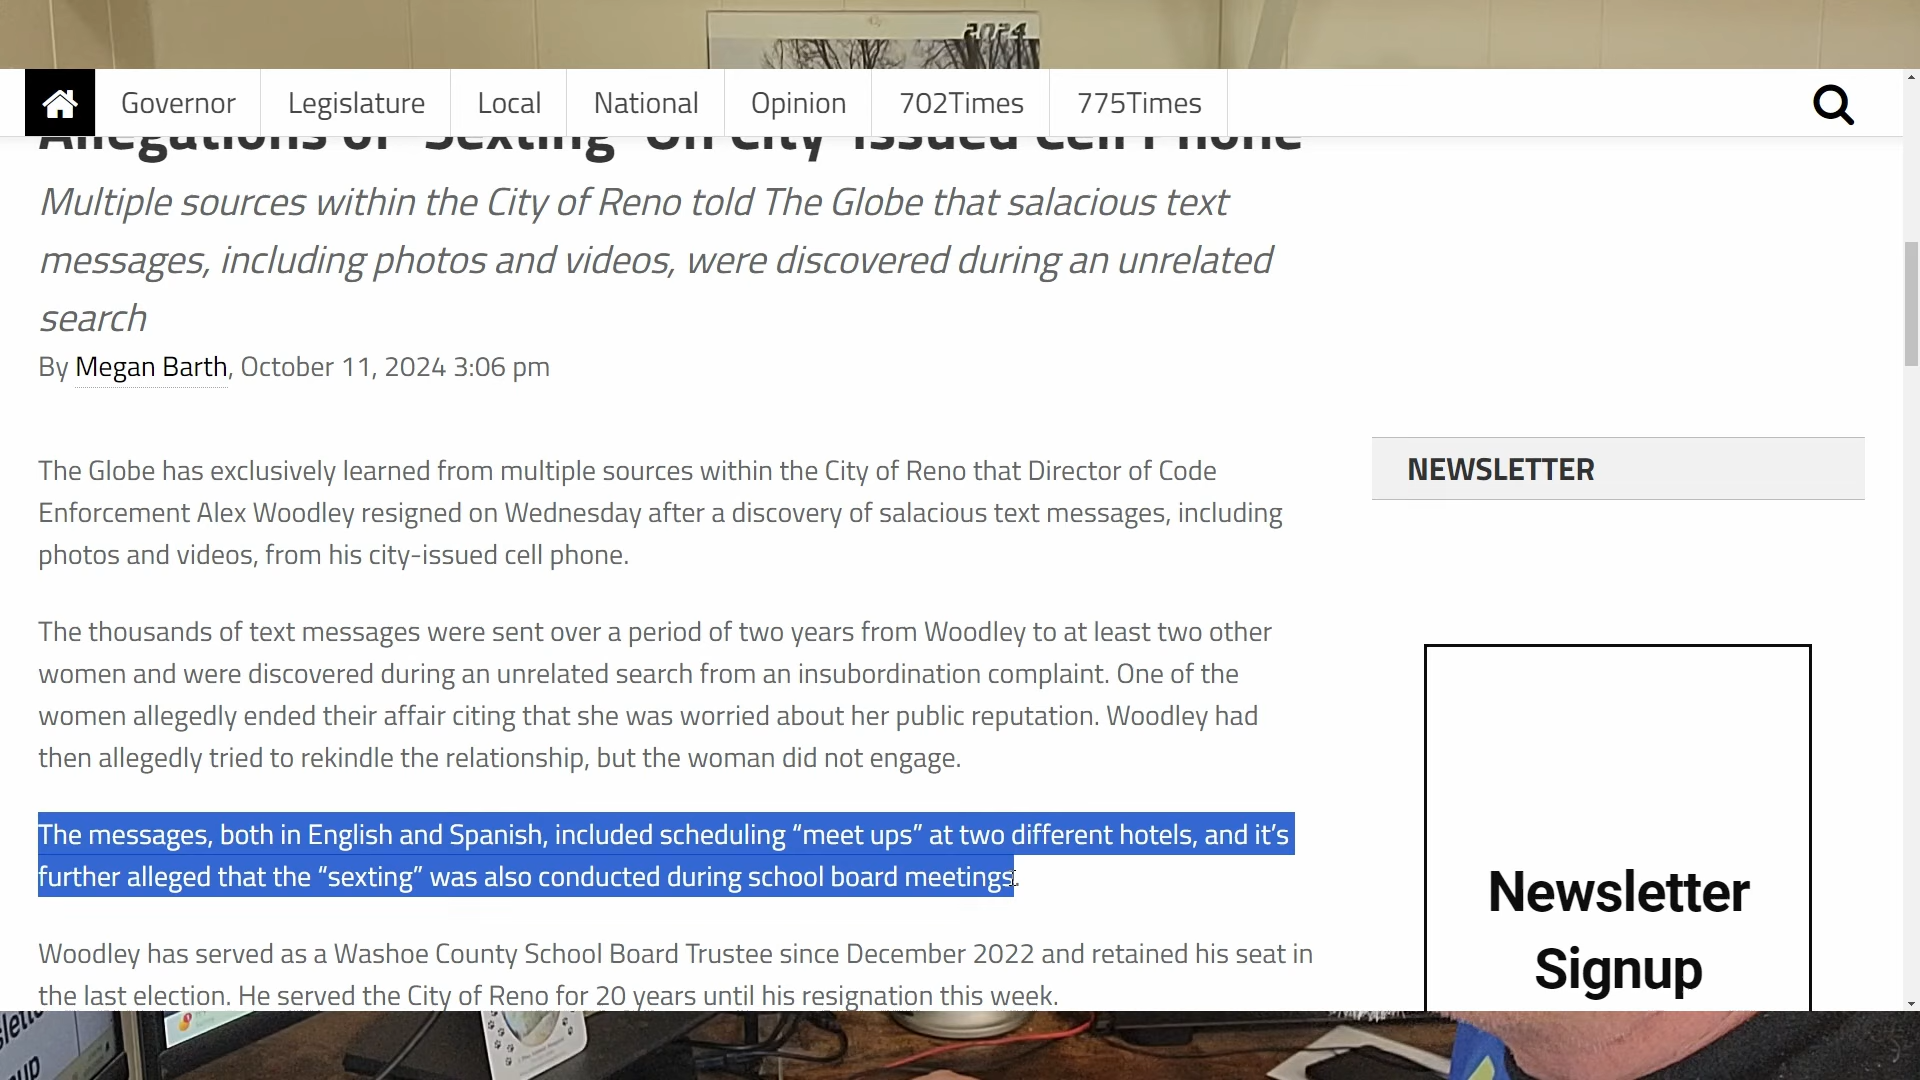 2024
Governor
Legislature
Local
National
Opinion
702Times
775Times
Allegations of "Sexting" On City-Issued Cell Phone
Multiple sources within the City of Reno told The Globe that salacious text
messages, including photos and videos, were discovered during an unrelated
search
By Megan Barth, October 11, 2024 3:06 pm
The Globe has exclusively learned from multiple sources within the City of Reno that Director of Code
Enforcement Alex Woodley resigned on Wednesday after a discovery of salacious text messages, including
photos and videos, from his city-issued cell phone.
The thousands of text messages were sent over a period of two years from Woodley to at least two other
women and were discovered during an unrelated search from an insubordination complaint. One of the
women allegedly ended their affair citing that she was worried about her public reputation. Woodley had
then allegedly tried to rekindle the relationship, but the woman did not engage.
The messages, both in English and Spanish, included scheduling “meet ups” at two different hotels, and it’s
further alleged that the “sexting” was also conducted during school board meetings.
Woodley has served as a Washoe County School Board Trustee since December 2022 and retained his seat in
the last election. He served the City of Reno for 20 years until his resignation this week.
NEWSLETTER
Newsletter
Signup